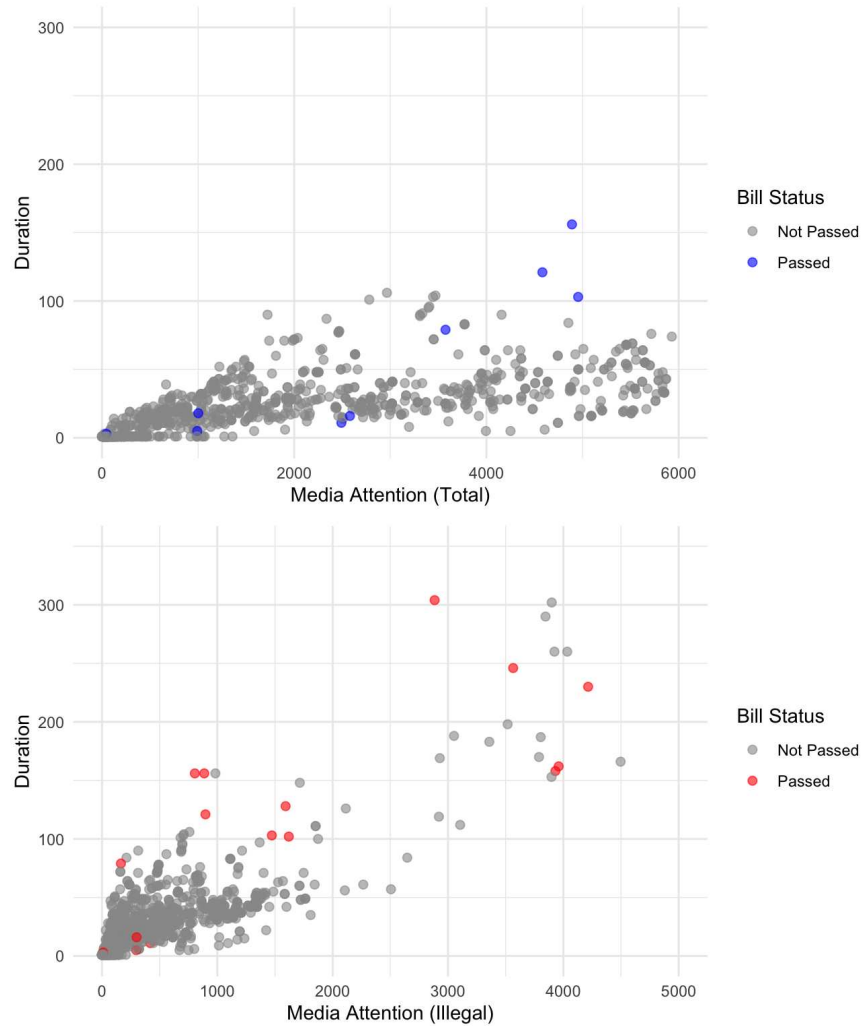 300
200
100
0
Duration
0
2000
4000
6000
Media Attention (Total)
Bill Status
Not Passed
Passed
300
200
100
0
Duration
0
1000
2000
3000
4000
5000
Media Attention (Illegal)
Bill Status
Not Passed
Passed